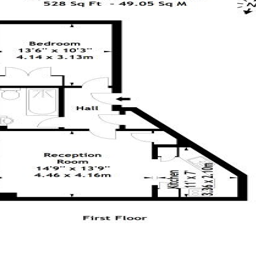 528 Sq Ft - 49.05 Sq M
Bedroom
13'6" x 10'3"
4.14 x 3.13m
Hall
Reception
Room
14'9" x 13'9"
4.46 x 4.16m
Kitchen
11' x 7'
3.36 x 2.10m
First Floor